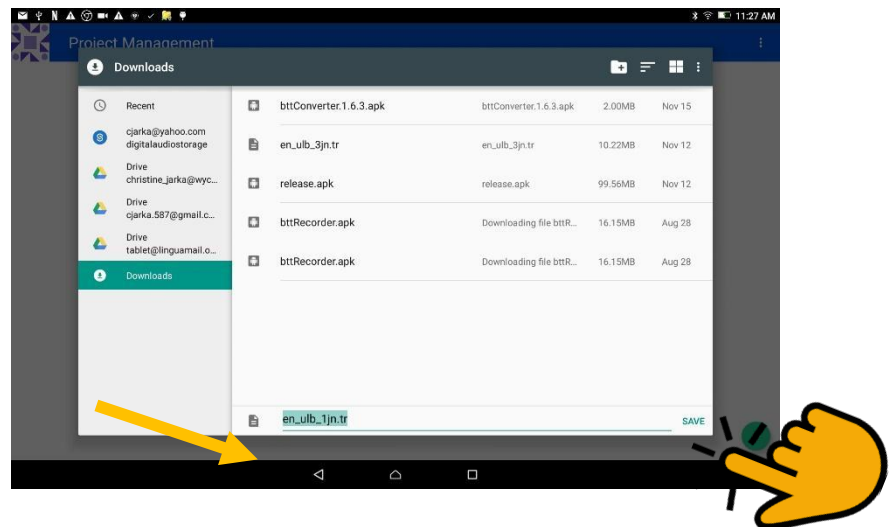 11:27 AM
Project Management
Downloads
Recent
bttConverter.1.6.3.apk bttConverter.1.6.3.apk 2.00MB Nov 15
cjarka@yahoo.com
digitalaudiostorage
en_ulb_3jn.tr en_ulb_3jn.tr 10.22MB Nov 12
Drive
christine_jarka@wyc...
release.apk release.apk 99.56MB Nov 12
Drive
cjarka.587@gmail.c...
bttRecorder.apk Downloading file bttR... 16.15MB Aug 28
Drive
tablet@linguamail.o...
bttRecorder.apk Downloading file bttR... 16.15MB Aug 28
Downloads
en_ulb_1jn.tr SAVE